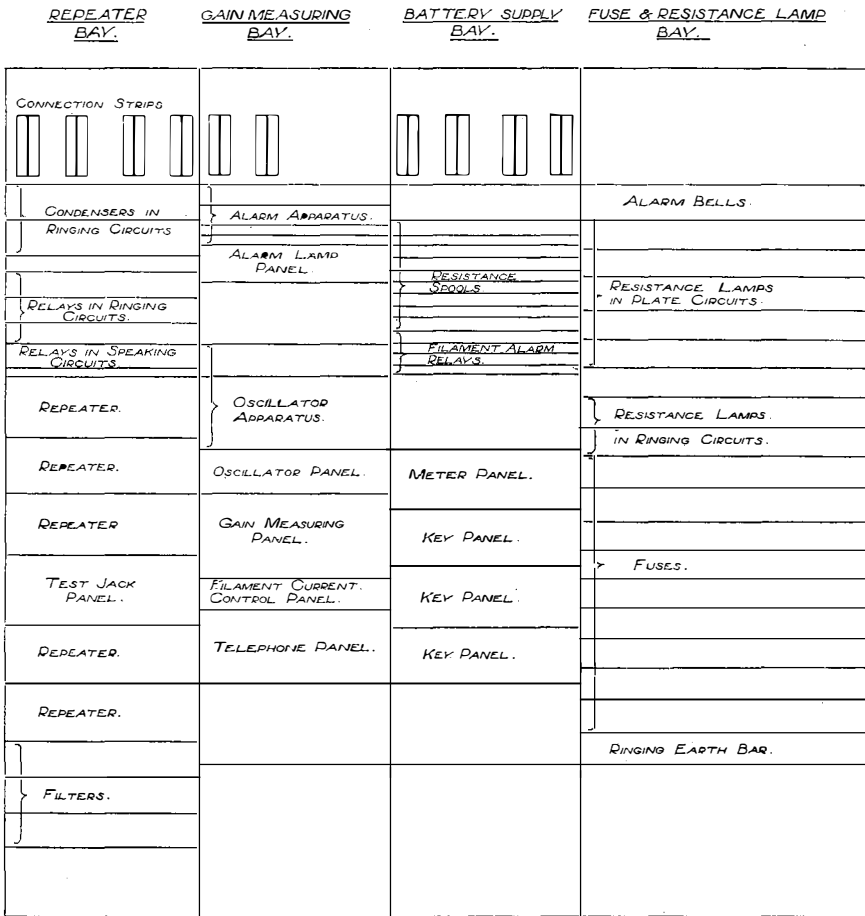 REPEATER
BAY.
GAIN MEASURING
BAY.
BATTERY SUPPLY
BAY.
FUSE & RESISTANCE LAMP
BAY.
CONNECTION STRIPS
CONDENSERS IN
RINGING CIRCUITS
RELAYS IN RINGING
CIRCUITS.
RELAYS IN SPEAKING
CIRCUITS.
REPEATER.
REPEATER.
REPEATER
TEST JACK
PANEL.
REPEATER.
REPEATER.
FILTERS.
ALARM APPARATUS.
ALARM LAMP
PANEL.
OSCILLATOR
APPARATUS.
OSCILLATOR PANEL.
GAIN MEASURING
PANEL.
FILAMENT CURRENT.
CONTROL PANEL.
TELEPHONE PANEL.
RESISTANCE
SPOOLS
FILAMENT ALARM
RELAYS.
METER PANEL.
KEY PANEL.
KEY PANEL.
KEY PANEL.
ALARM BELLS.
RESISTANCE LAMPS
IN PLATE CIRCUITS.
RESISTANCE LAMPS.
IN RINGING CIRCUITS.
FUSES.
RINGING EARTH BAR.